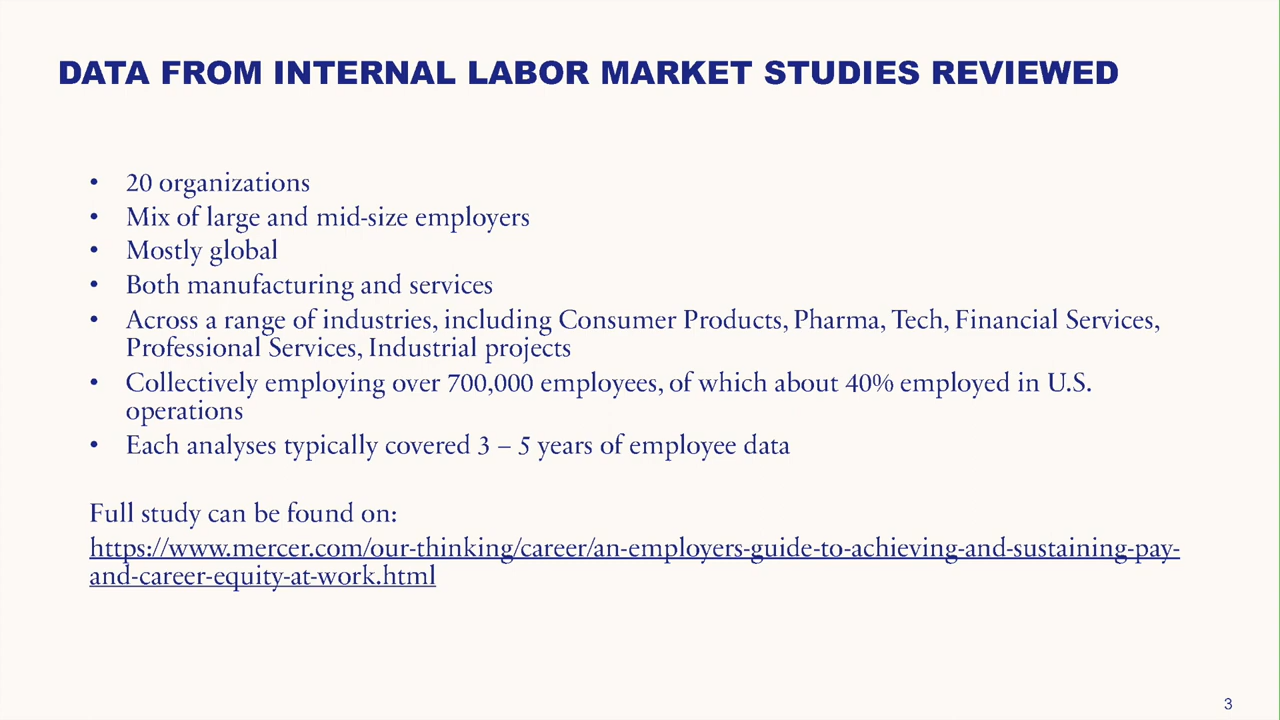 DATA FROM INTERNAL LABOR MARKET STUDIES REVIEWED
• 20 organizations
• Mix of large and mid-size employers
• Mostly global
• Both manufacturing and services
• Across a range of industries, including Consumer Products, Pharma, Tech, Financial Services,
Professional Services, Industrial projects
• Collectively employing over 700,000 employees, of which about 40% employed in U.S.
operations
• Each analyses typically covered 3 – 5 years of employee data
Full study can be found on:
https://www.mercer.com/our-thinking/career/an-employers-guide-to-achieving-and-sustaining-pay-
and-career-equity-at-work.html
3